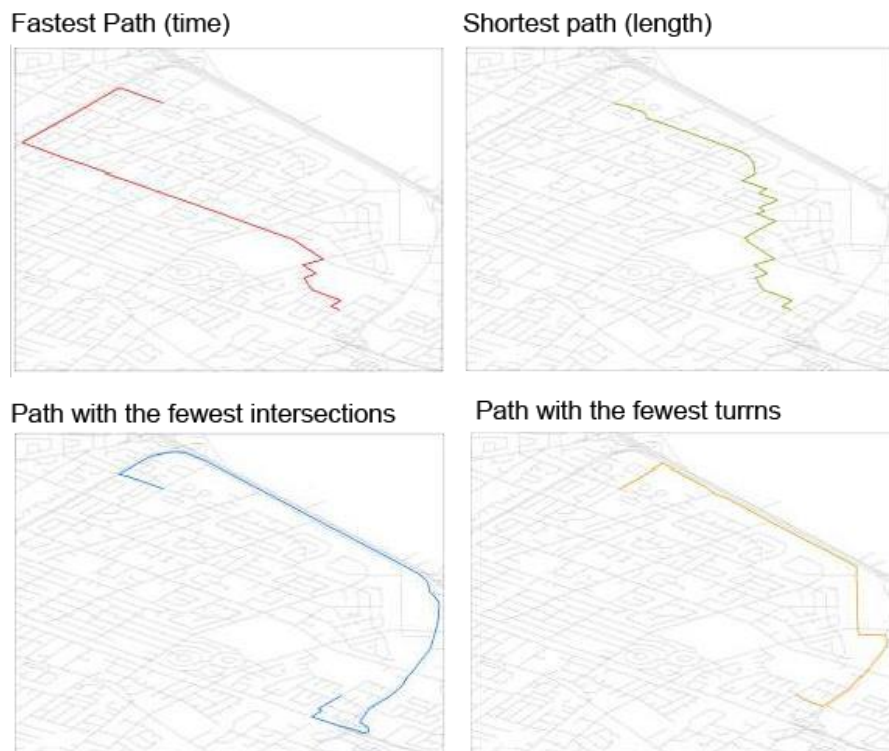 Fastest Path (time)
Shortest path (length)
Path with the fewest intersections
Path with the fewest turrns